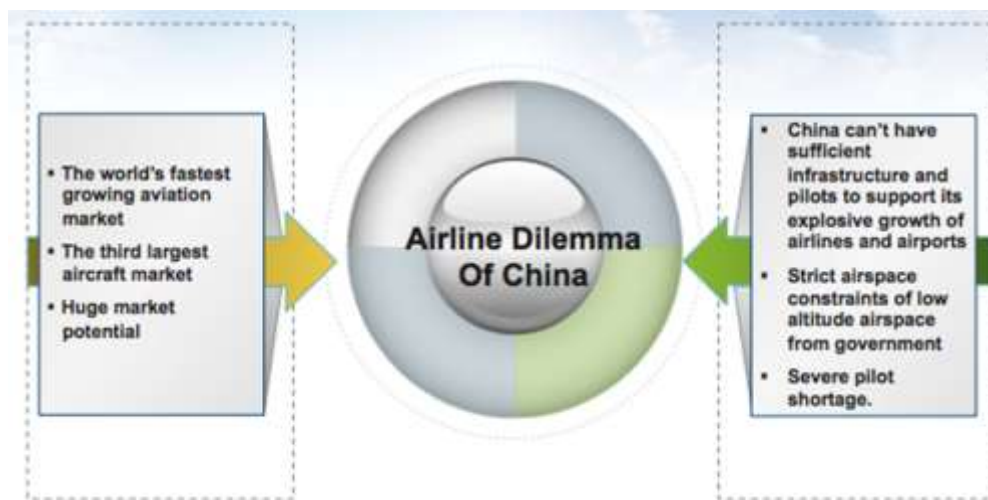 ▪ The world's fastest
growing aviation
market
▪ The third largest
aircraft market
▪ Huge market
potential
Airline Dilemma
Of China
▪ China can't have
sufficient
infrastructure and
pilots to support its
explosive growth of
airlines and airports
▪ Strict airspace
constraints of low
altitude airspace
from government
▪ Severe pilot
shortage.